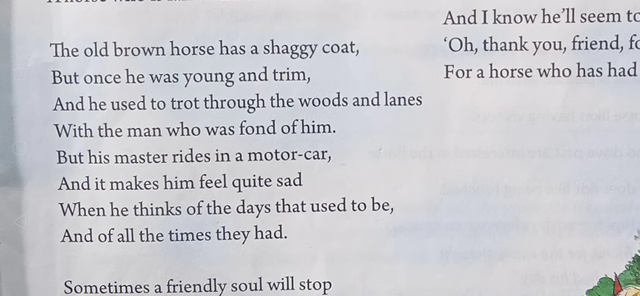 The old brown horse has a shaggy coat,
But once he was young and trim,
And he used to trot through the woods and lanes
With the man who was fond of him.
But his master rides in a motor-car,
And it makes him feel quite sad
When he thinks of the days that used to be,
And of all the times they had.
Sometimes a friendly soul will stop
And I know he'll seem to
‘Oh, thank you, friend,
For a horse who has had